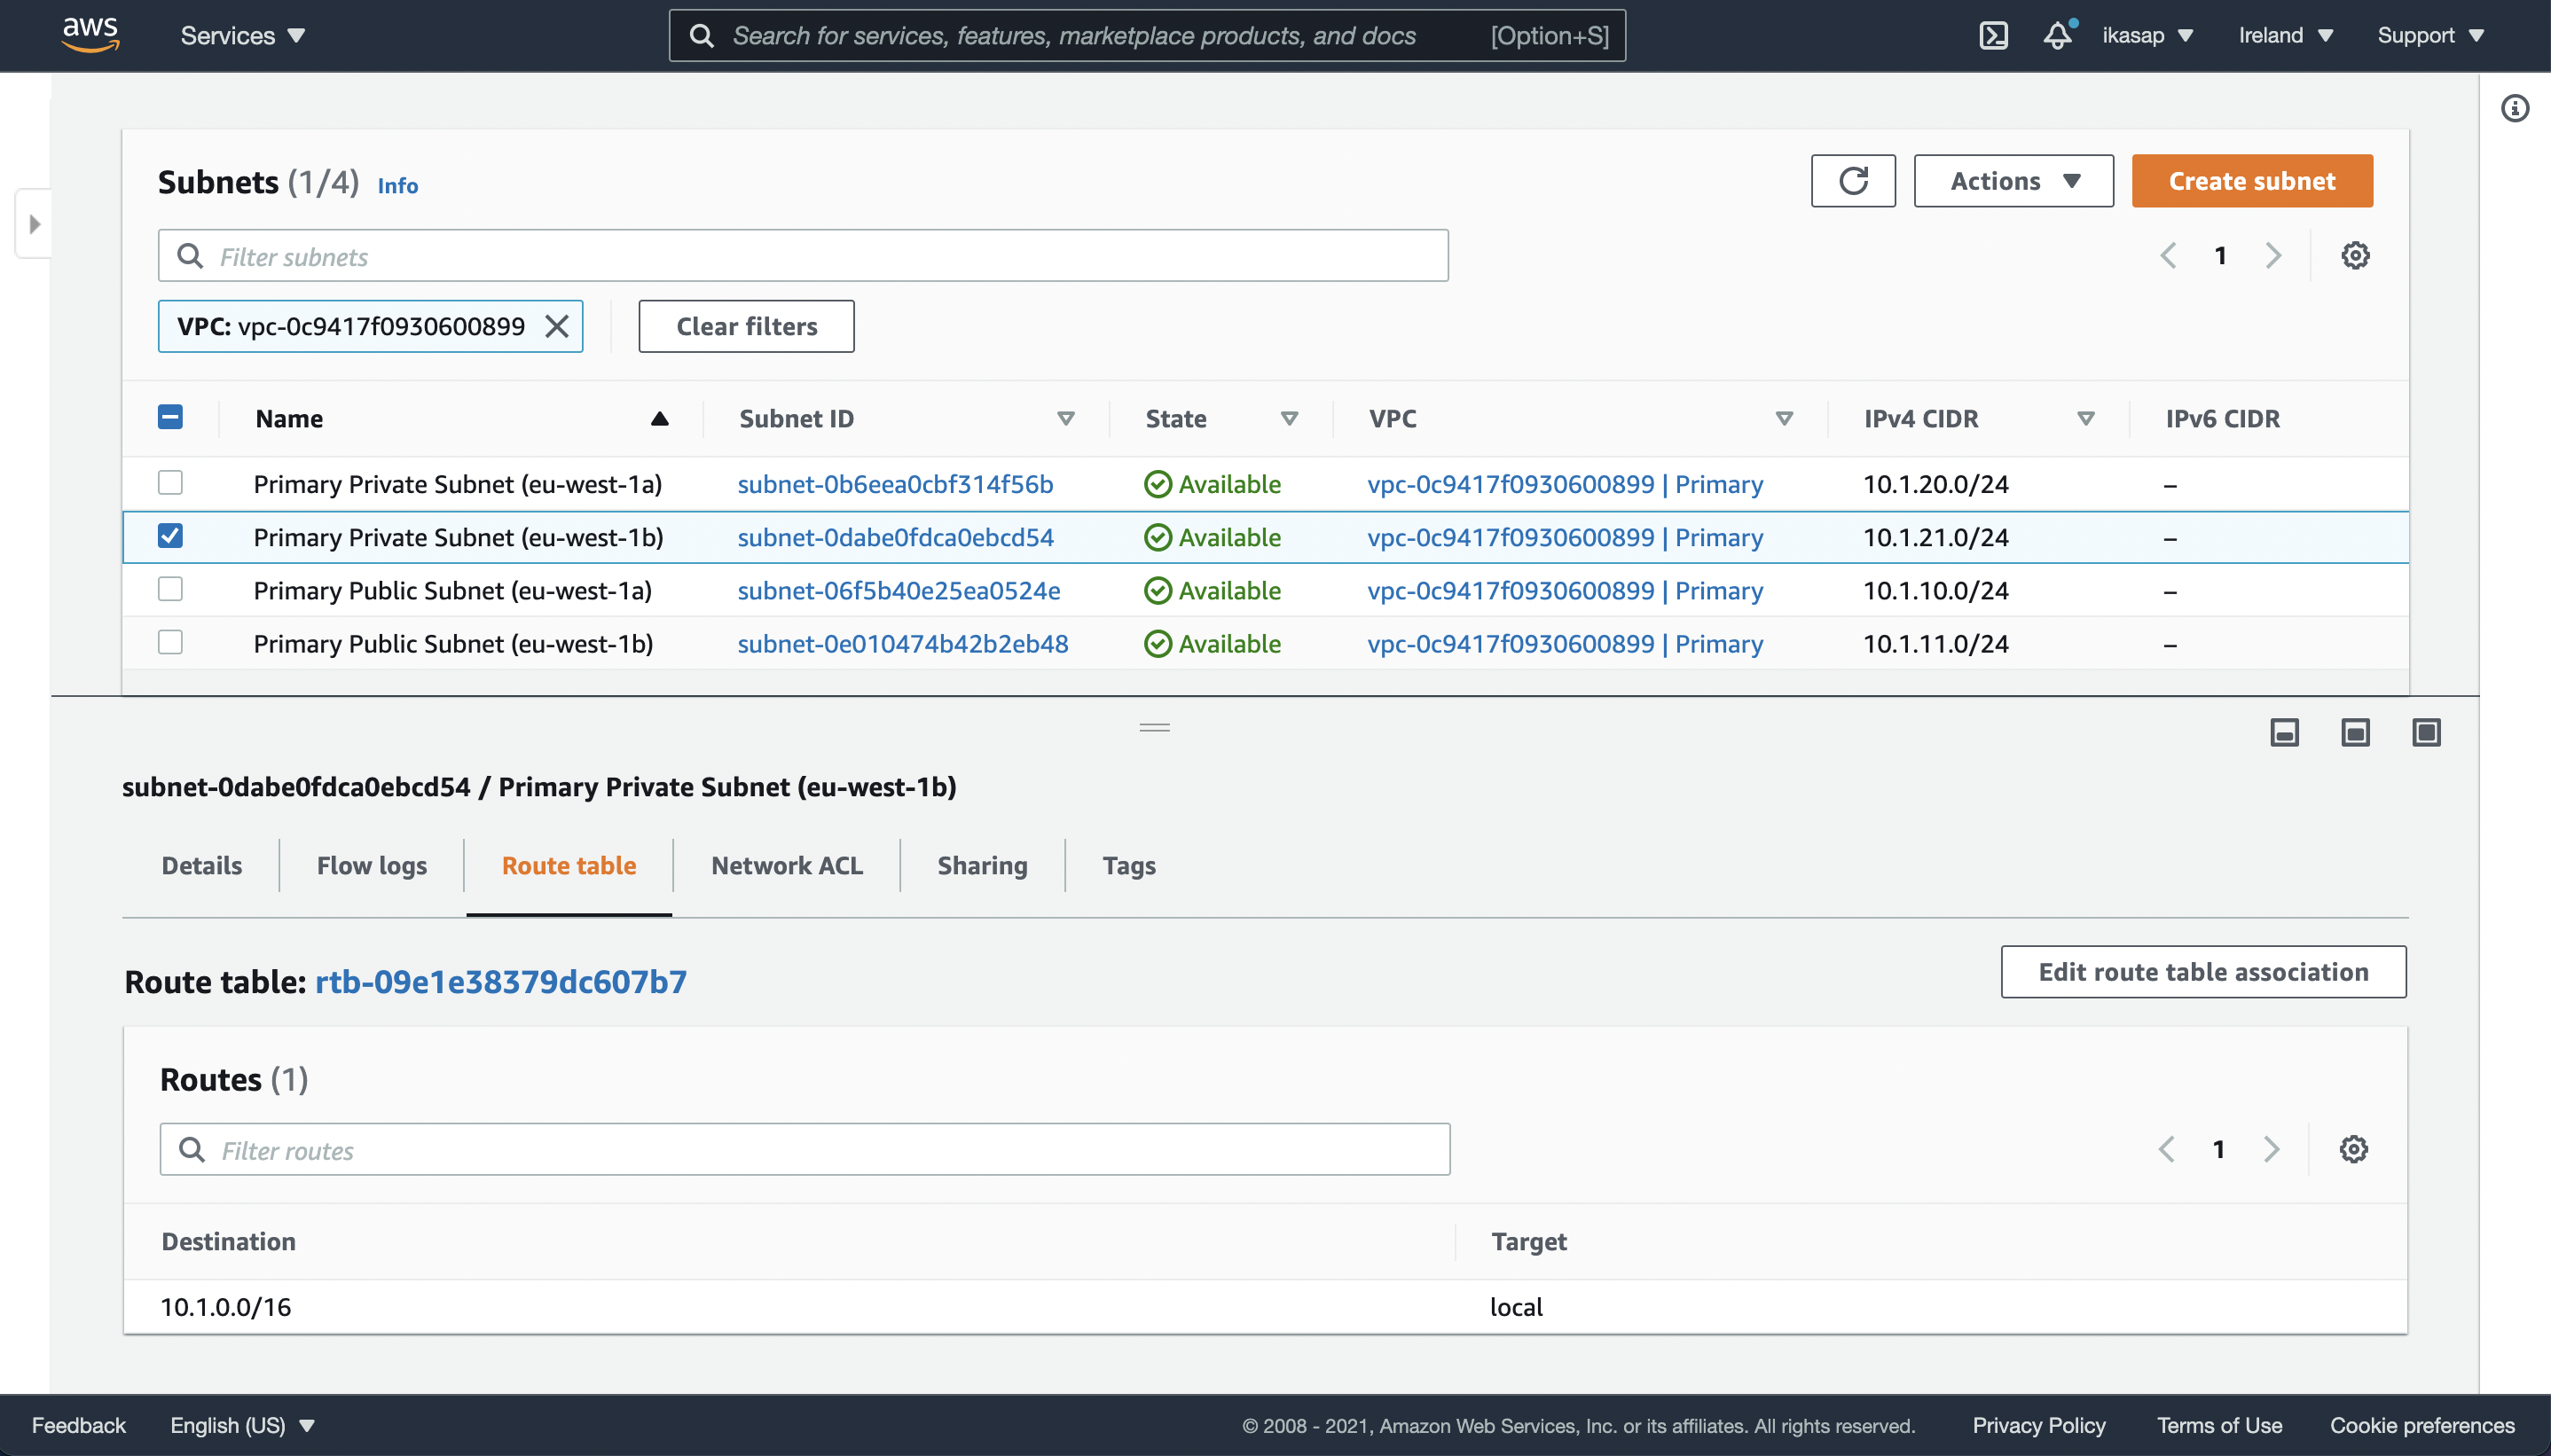 aws Services Search for services, features, marketplace products, and docs [Option+S] ikasap Ireland Support
Subnets (1/4) Info Actions Create subnet
Filter subnets 1
VPC: vpc-0c9417f0930600899 Clear filters
Name Subnet ID State VPC IPv4 CIDR IPv6 CIDR
Primary Private Subnet (eu-west-1a) subnet-0b6eea0cbf314f56b Available vpc-0c9417f0930600899 | Primary 10.1.20.0/24 –
Primary Private Subnet (eu-west-1b) subnet-0dabe0fdca0ebcd54 Available vpc-0c9417f0930600899 | Primary 10.1.21.0/24 –
Primary Public Subnet (eu-west-1a) subnet-06f5b40e25ea0524e Available vpc-0c9417f0930600899 | Primary 10.1.10.0/24 –
Primary Public Subnet (eu-west-1b) subnet-0e010474b42b2eb48 Available vpc-0c9417f0930600899 | Primary 10.1.11.0/24 –
subnet-0dabe0fdca0ebcd54 / Primary Private Subnet (eu-west-1b)
Details Flow logs Route table Network ACL Sharing Tags
Route table: rtb-09e1e38379dc607b7 Edit route table association
Routes (1)
Filter routes 1
Destination Target
10.1.0.0/16 local
Feedback English (US) © 2008 - 2021, Amazon Web Services, Inc. or its affiliates. All rights reserved. Privacy Policy Terms of Use Cookie preferences